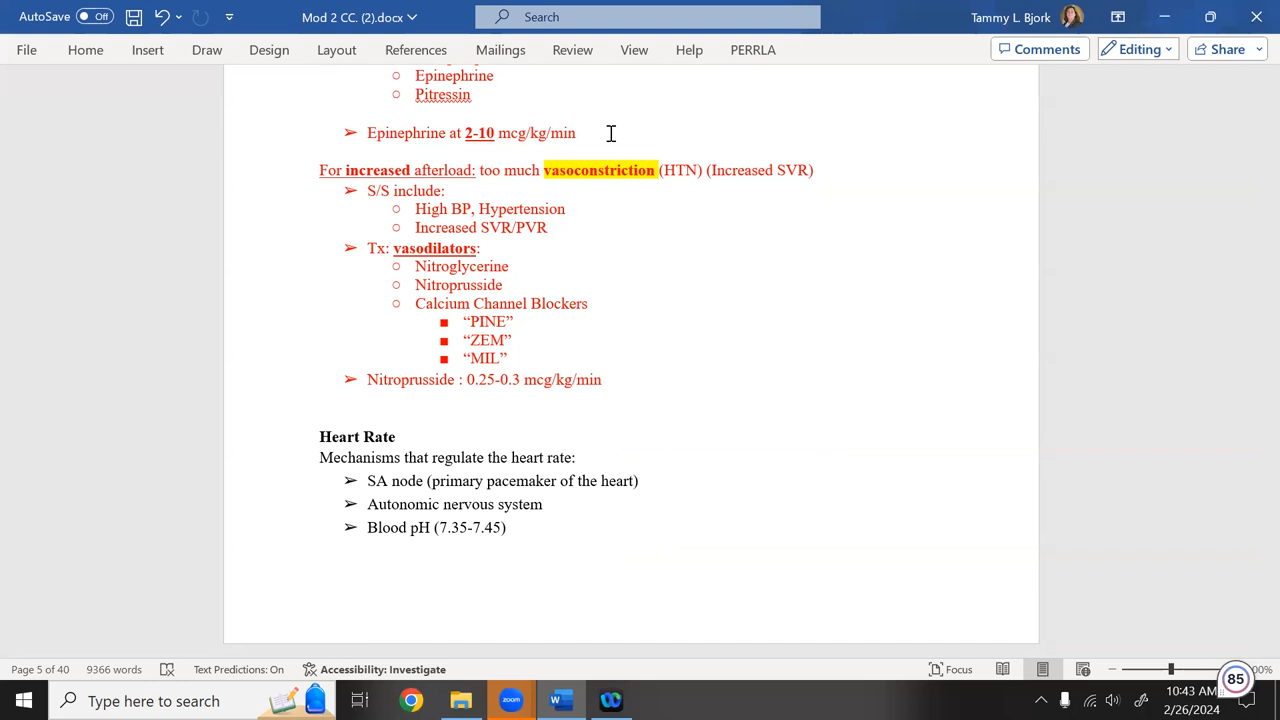 AutoSave Off Mod 2 CC. (2).docx Search Tammy L. Bjork
File Home Insert Draw Design Layout References Mailings Review View Help PERRLA Comments Editing Share
○ Epinephrine
○ Pitressin
➢ Epinephrine at 2-10 mcg/kg/min
For increased afterload: too much vasoconstriction (HTN) (Increased SVR)
➢ S/S include:
○ High BP, Hypertension
○ Increased SVR/PVR
➢ Tx: vasodilators:
○ Nitroglycerine
○ Nitroprusside
○ Calcium Channel Blockers
■ “PINE”
■ “ZEM”
■ “MIL”
➢ Nitroprusside : 0.25-0.3 mcg/kg/min
Heart Rate
Mechanisms that regulate the heart rate:
➢ SA node (primary pacemaker of the heart)
➢ Autonomic nervous system
➢ Blood pH (7.35-7.45)
Page 5 of 40 9366 words Text Predictions: On Accessibility: Investigate Focus
85
Type here to search zoom 10:43 AM
2/26/2024